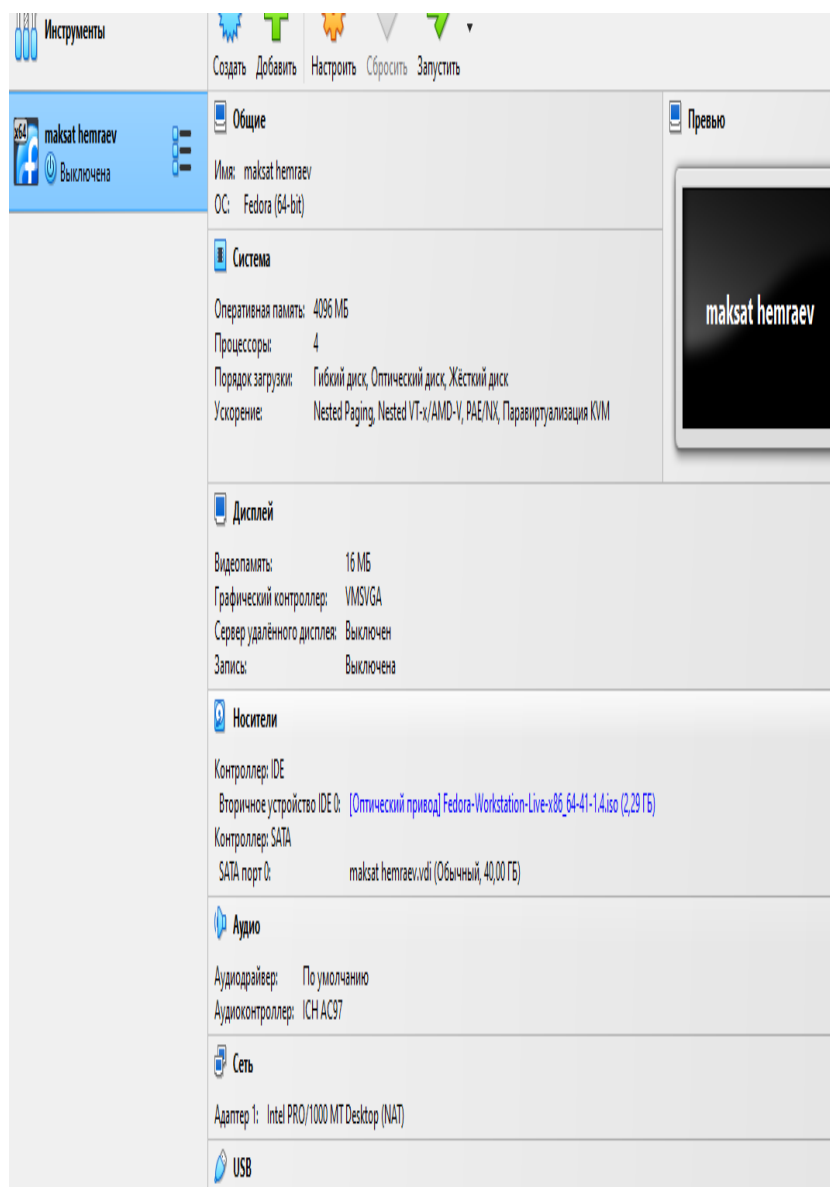 Инструменты
Создать Добавить Настроить Сбросить Запустить
x64
maksat hemraev
Выключена
Общие
Имя: maksat hemraev
ОС: Fedora (64-bit)
Превью
maksat hemraev
Система
Оперативная память: 4096 МБ
Процессоры: 4
Порядок загрузки: Гибкий диск, Оптический диск, Жёсткий диск
Ускорение: Nested Paging, Nested VT-x/AMD-V, PAE/NX, Паравиртуализация KVM
Дисплей
Видеопамять: 16 МБ
Графический контроллер: VMSVGA
Сервер удалённого дисплея: Выключен
Запись: Выключена
Носители
Контроллер: IDE
Вторичное устройство IDE 0: [Оптический привод] Fedora-Workstation-Live-x86_64-41-1.4.iso (2,29 ГБ)
Контроллер: SATA
SATA порт 0: maksat hemraev.vdi (Обычный, 40,00 ГБ)
Аудио
Аудиодрайвер: По умолчанию
Аудиоконтроллер: ICH AC97
Сеть
Адаптер 1: Intel PRO/1000 MT Desktop (NAT)
USB